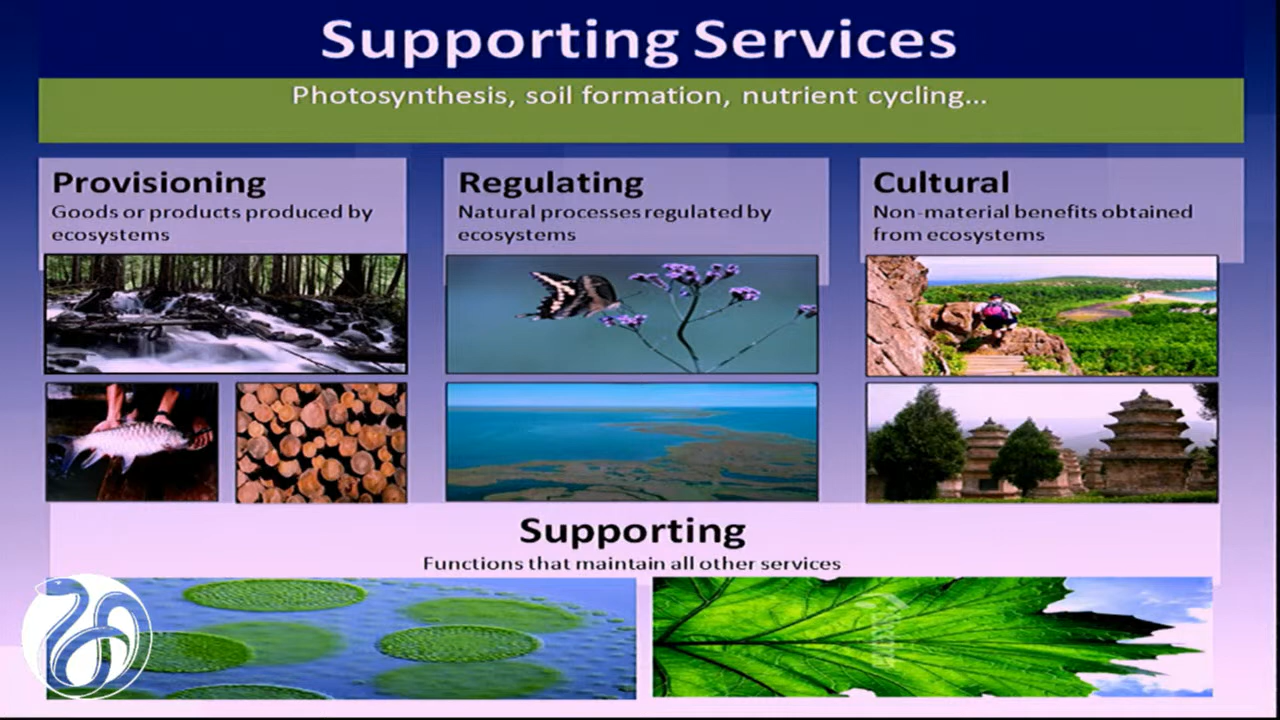 Supporting Services
Photosynthesis, soil formation, nutrient cycling...
Provisioning
Goods or products produced by
ecosystems
Regulating
Natural processes regulated by
ecosystems
Cultural
Non-material benefits obtained
from ecosystems
Supporting
Functions that maintain all other services